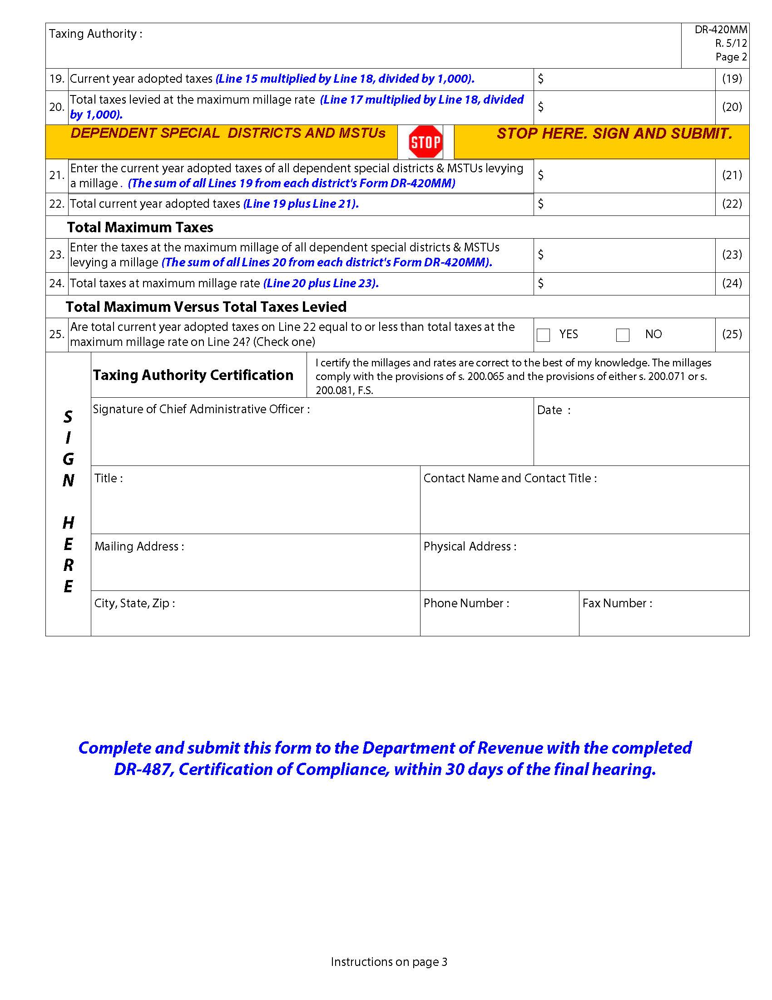 Taxing Authority :
DR-420MM
R. 5/12
Page 2
19. Current year adopted taxes (Line 15 multiplied by Line 18, divided by 1,000). $ (19)
20. Total taxes levied at the maximum millage rate (Line 17 multiplied by Line 18, divided
by 1,000). $ (20)
DEPENDENT SPECIAL DISTRICTS AND MSTUs STOP STOP HERE. SIGN AND SUBMIT.
21. Enter the current year adopted taxes of all dependent special districts & MSTUs levying
a millage . (The sum of all Lines 19 from each district's Form DR-420MM) $ (21)
22. Total current year adopted taxes (Line 19 plus Line 21). $ (22)
Total Maximum Taxes
23. Enter the taxes at the maximum millage of all dependent special districts & MSTUs
levying a millage (The sum of all Lines 20 from each district's Form DR-420MM). $ (23)
24. Total taxes at maximum millage rate (Line 20 plus Line 23). $ (24)
Total Maximum Versus Total Taxes Levied
25. Are total current year adopted taxes on Line 22 equal to or less than total taxes at the
maximum millage rate on Line 24? (Check one) YES NO (25)
SIGN HERE
Taxing Authority Certification
I certify the millages and rates are correct to the best of my knowledge. The millages
comply with the provisions of s. 200.065 and the provisions of either s. 200.071 or s.
200.081, F.S.
Signature of Chief Administrative Officer : Date :
Title : Contact Name and Contact Title :
Mailing Address : Physical Address :
City, State, Zip : Phone Number : Fax Number :
Complete and submit this form to the Department of Revenue with the completed
DR-487, Certification of Compliance, within 30 days of the final hearing.
Instructions on page 3